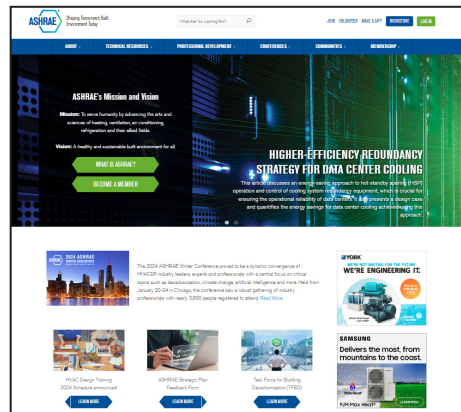 ASHRAE
Shaping Tomorrow's Built
Environment Today
What Are You Looking For?
JOIN VOLUNTEER MAKE A GIFT BOOKSTORE LOG IN
ABOUT TECHNICAL RESOURCES PROFESSIONAL DEVELOPMENT CONFERENCES COMMUNITIES MEMBERSHIP
ASHRAE's Mission and Vision
Mission: To serve humanity by advancing the arts and
sciences of heating, ventilation, air conditioning,
refrigeration and their allied fields.
Vision: A healthy and sustainable built environment for all.
WHAT IS ASHRAE?
BECOME A MEMBER
HIGHER-EFFICIENCY REDUNDANCY
STRATEGY FOR DATA CENTER COOLING
This article discusses an energy-saving approach to hot-standby sparing (HSP)
operation and control of cooling system redundancy equipment, which is crucial for
ensuring the operational reliability of data centers. It also presents a design case
and quantifies the energy savings for data center cooling achieved using this
approach.
2024 ASHRAE
WINTER CONFERENCE
The 2024 ASHRAE Winter Conference proved to be a dynamic convergence of
HVAC&R industry leaders, experts and professionals with a central focus on critical
topics such as decarbonization, climate change, artificial intelligence and more. Held from
January 20-24 in Chicago, the conference saw a robust gathering of industry
professionals with nearly 3,600 people registered to attend. Read More.
YORK
WE'RE NOT WAITING FOR THE FUTURE.
WE'RE ENGINEERING IT.
HVAC Design Training
2024 Schedule announced!
LEARN MORE
ASHRAE Strategic Plan
Feedback Form
LEARN MORE
Task Force for Building
Decarbonization (TFBD)
LEARN MORE
SAMSUNG
Delivers the most, from
mountains to the coast.
Max Heat
FJM Max Heat®
LEARN MORE